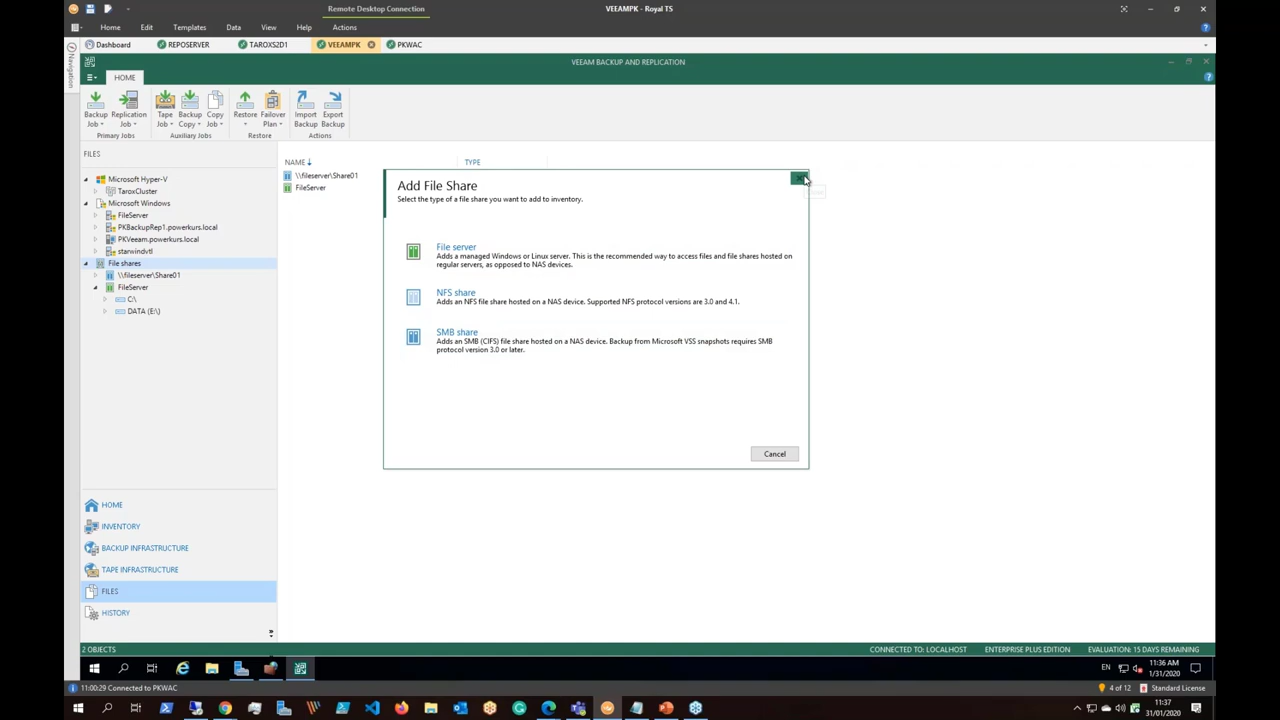 Remote Desktop Connection
VEEAMPK - Royal TS
Home Edit Templates Data View Help Actions
Navigation
Dashboard REPOSERVER TAROXS2D1 VEEAMPK PKWAC
VEEAM BACKUP AND REPLICATION
HOME
Backup Job
Replication Job
Tape Job
Backup Copy
Copy Job
Restore
Failover Plan
Import Backup
Export Backup
Primary Jobs
Auxiliary Jobs
Restore
Actions
FILES
Microsoft Hyper-V
TaroxCluster
Microsoft Windows
FileServer
PKBackupRep1.powerkurs.local
PKVeeam.powerkurs.local
starwindvtl
File shares
\\fileserver\Share01
FileServer
C:\
DATA (E:\)
NAME TYPE
\\fileserver\Share01
FileServer
Add File Share
Select the type of a file share you want to add to inventory.
File server
Adds a managed Windows or Linux server. This is the recommended way to access files and file shares hosted on
regular servers, as opposed to NAS devices.
NFS share
Adds an NFS file share hosted on a NAS device. Supported NFS protocol versions are 3.0 and 4.1.
SMB share
Adds an SMB (CIFS) file share hosted on a NAS device. Backup from Microsoft VSS snapshots requires SMB
protocol version 3.0 or later.
Cancel
HOME
INVENTORY
BACKUP INFRASTRUCTURE
TAPE INFRASTRUCTURE
FILES
HISTORY
2 OBJECTS
CONNECTED TO: LOCALHOST ENTERPRISE PLUS EDITION EVALUATION: 15 DAYS REMAINING
EN
11:36 AM
1/31/2020
11:00:29 Connected to PKWAC
4 of 12 Standard License
11:37
31/01/2020